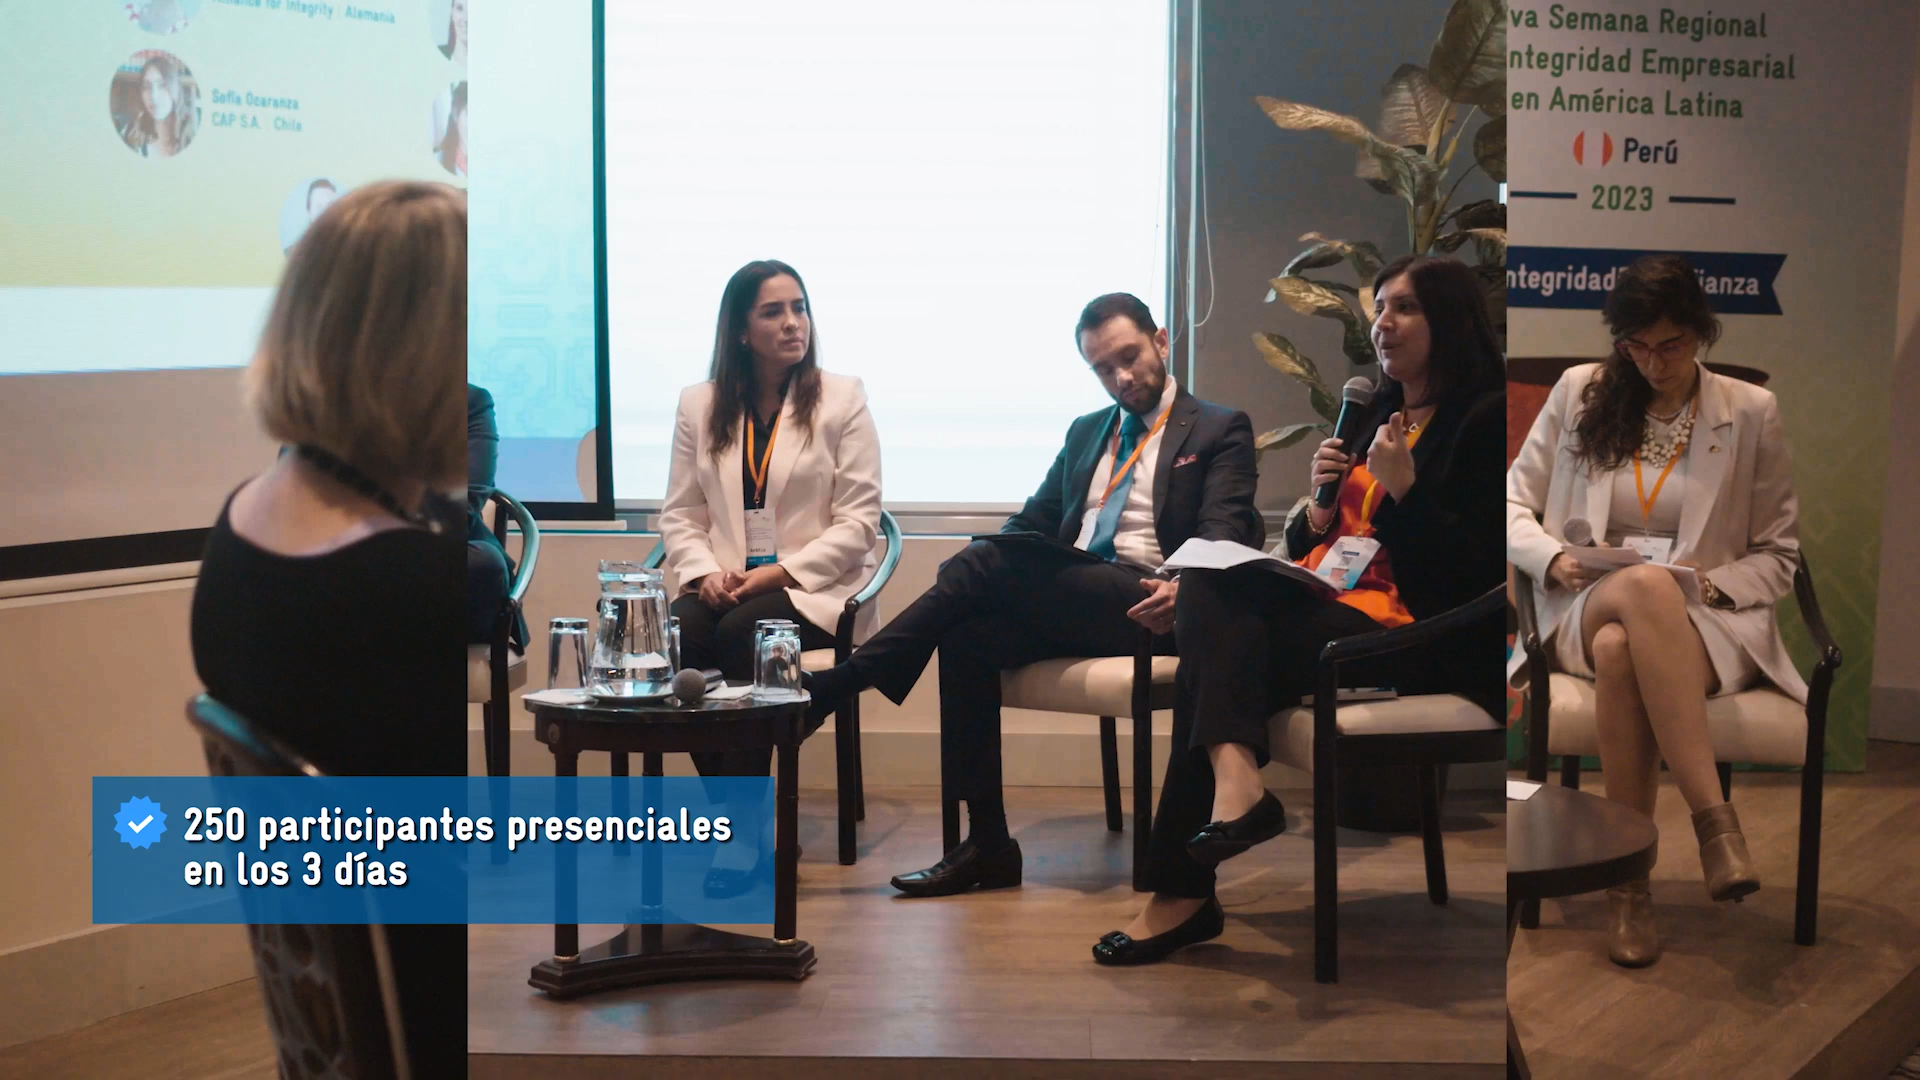 for Integrity | Alemania
Sofía Ocaranza
CAP S.A. | Chile
va Semana Regional
ntegridad Empresarial
en América Latina
Perú
2023
ntegridad
ianza
250 participantes presenciales
en los 3 días